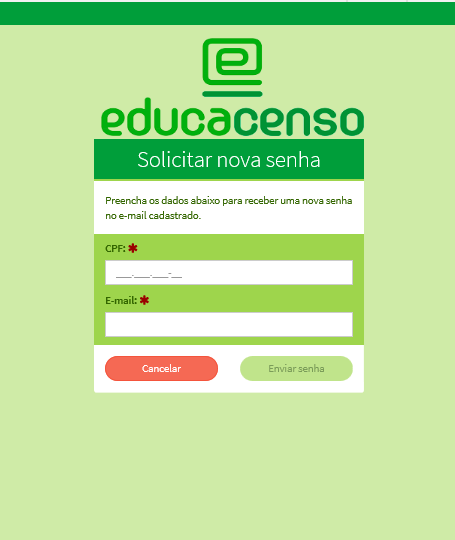 e
educacenso
Solicitar nova senha
Preencha os dados abaixo para receber uma nova senha
no e-mail cadastrado.
CPF: ✱
___.___.___-__
E-mail: ✱
Cancelar
Enviar senha